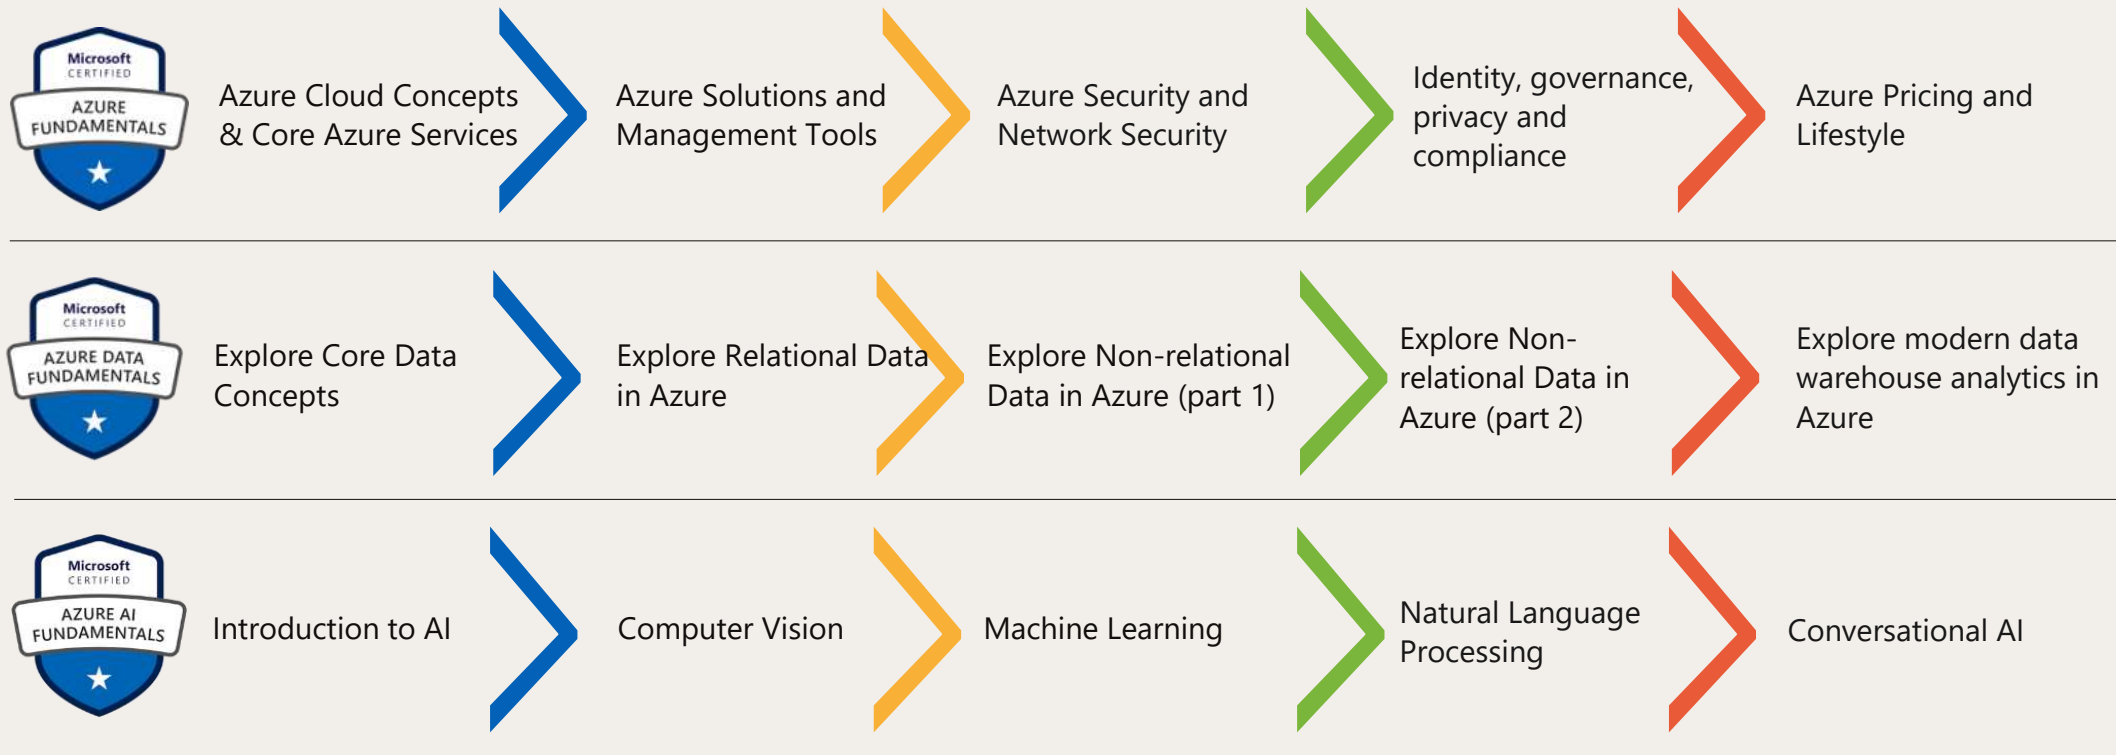 Microsoft
CERTIFIED
AZURE
FUNDAMENTALS
Azure Cloud Concepts
& Core Azure Services
Azure Solutions and
Management Tools
Azure Security and
Network Security
Identity, governance,
privacy and
compliance
Azure Pricing and
Lifestyle
Microsoft
CERTIFIED
AZURE DATA
FUNDAMENTALS
Explore Core Data
Concepts
Explore Relational Data
in Azure
Explore Non-relational
Data in Azure (part 1)
Explore Non-
relational Data in
Azure (part 2)
Explore modern data
warehouse analytics in
Azure
Microsoft
CERTIFIED
AZURE AI
FUNDAMENTALS
Introduction to AI
Computer Vision
Machine Learning
Natural Language
Processing
Conversational AI